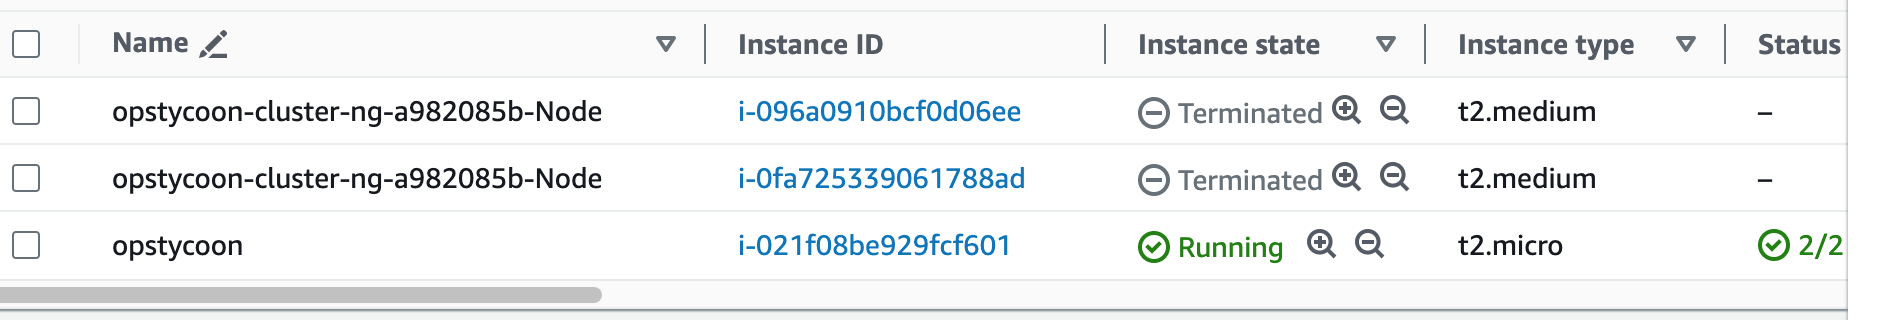 Name Instance ID Instance state Instance type Status
opstycoon-cluster-ng-a982085b-Node i-096a0910bcf0d06ee Terminated t2.medium –
opstycoon-cluster-ng-a982085b-Node i-0fa725339061788ad Terminated t2.medium –
opstycoon i-021f08be929fcf601 Running t2.micro 2/2